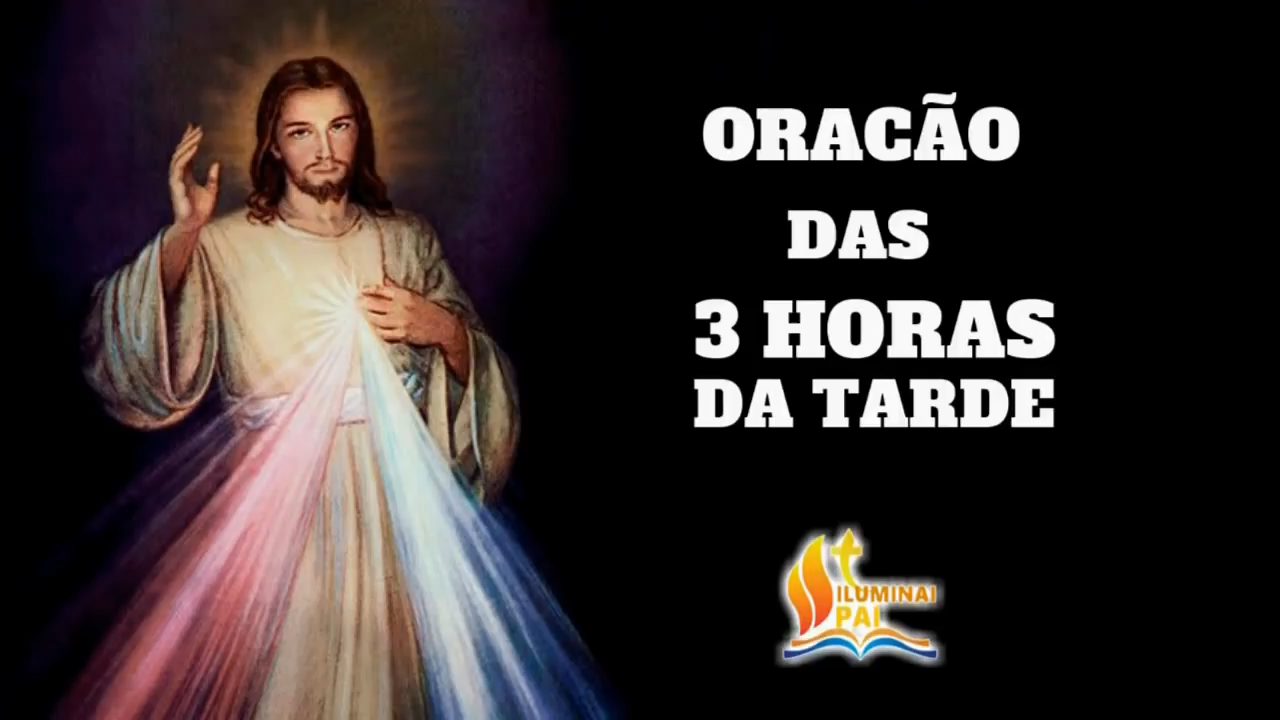 ORACÃO
DAS
3 HORAS
DA TARDE
ILUMINAI
PAI